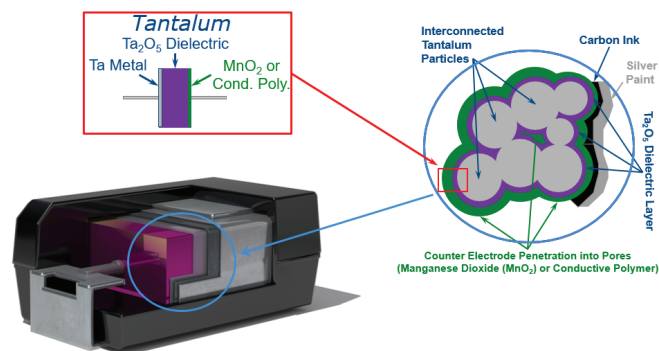 Tantalum
Ta₂O₅ Dielectric
Ta Metal
MnO₂ or
Cond. Poly.
Interconnected
Tantalum
Particles
Carbon Ink
Silver
Paint
Ta₂O₅ Dielectric Layer
Counter Electrode Penetration into Pores
(Manganese Dioxide (MnO₂) or Conductive Polymer)